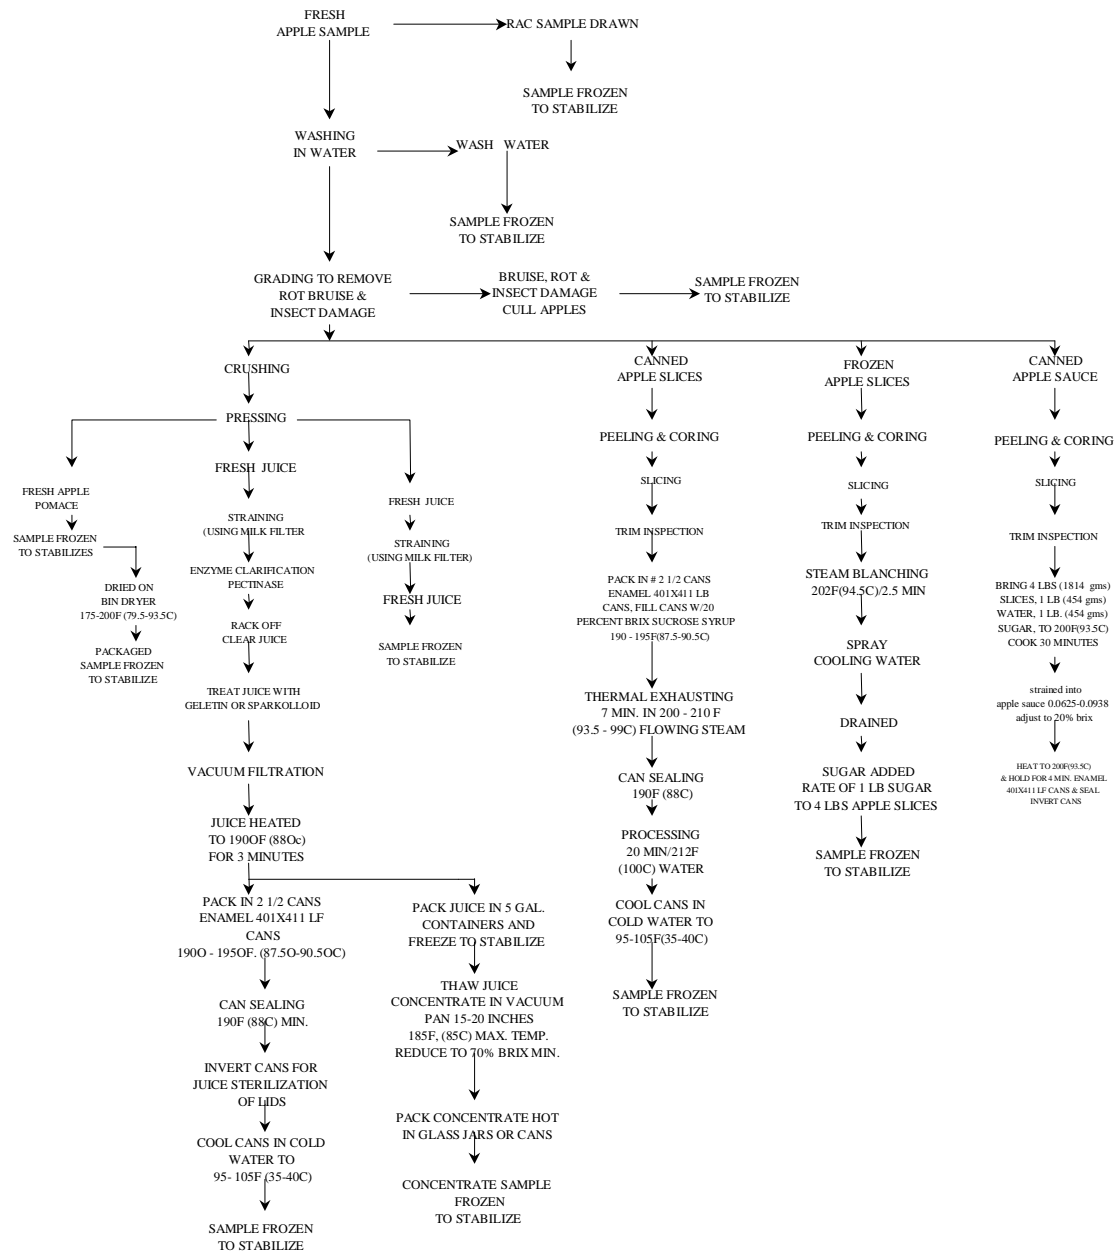 FRESH
APPLE SAMPLE
RAC SAMPLE DRAWN
SAMPLE FROZEN
TO STABILIZE
WASHING
IN WATER
WASH WATER
SAMPLE FROZEN
TO STABILIZE
GRADING TO REMOVE
ROT BRUISE &
INSECT DAMAGE
BRUISE, ROT &
INSECT DAMAGE
CULL APPLES
SAMPLE FROZEN
TO STABILIZE
CRUSHING
PRESSING
FRESH APPLE
POMACE
SAMPLE FROZEN
TO STABILIZES
DRIED ON
BIN DRYER
175-200F (79.5-93.5C)
PACKAGED
SAMPLE FROZEN
TO STABILIZE
FRESH JUICE
STRAINING
(USING MILK FILTER
ENZYME CLARIFICATION
PECTINASE
RACK OFF
CLEAR JUICE
TREAT JUICE WITH
GELETIN OR SPARKOLLOID
VACUUM FILTRATION
JUICE HEATED
TO 190OF (88Oc)
FOR 3 MINUTES
PACK IN 2 1/2 CANS
ENAMEL 401X411 LF
CANS
190O - 195OF. (87.5O-90.5OC)
CAN SEALING
190F (88C) MIN.
INVERT CANS FOR
JUICE STERILIZATION
OF LIDS
COOL CANS IN COLD
WATER TO
95- 105F (35-40C)
SAMPLE FROZEN
TO STABILIZE
PACK JUICE IN 5 GAL.
CONTAINERS AND
FREEZE TO STABILIZE
THAW JUICE
CONCENTRATE IN VACUUM
PAN 15-20 INCHES
185F, (85C) MAX. TEMP.
REDUCE TO 70% BRIX MIN.
PACK CONCENTRATE HOT
IN GLASS JARS OR CANS
CONCENTRATE SAMPLE
FROZEN
TO STABILIZE
FRESH JUICE
STRAINING
(USING MILK FILTER)
FRESH JUICE
SAMPLE FROZEN
TO STABILIZE
CANNED
APPLE SLICES
PEELING & CORING
SLICING
TRIM INSPECTION
PACK IN # 2 1/2 CANS
ENAMEL 401X411 LB
CANS, FILL CANS W/20
PERCENT BRIX SUCROSE SYRUP
190 - 195F(87.5-90.5C)
THERMAL EXHAUSTING
7 MIN. IN 200 - 210 F
(93.5 - 99C) FLOWING STEAM
CAN SEALING
190F (88C)
PROCESSING
20 MIN/212F
(100C) WATER
COOL CANS IN
COLD WATER TO
95-105F(35-40C)
SAMPLE FROZEN
TO STABILIZE
FROZEN
APPLE SLICES
PEELING & CORING
SLICING
TRIM INSPECTION
STEAM BLANCHING
202F(94.5C)/2.5 MIN
SPRAY
COOLING WATER
DRAINED
SUGAR ADDED
RATE OF 1 LB SUGAR
TO 4 LBS APPLE SLICES
SAMPLE FROZEN
TO STABILIZE
CANNED
APPLE SAUCE
PEELING & CORING
SLICING
TRIM INSPECTION
BRING 4 LBS (1814 gms)
SLICES, 1 LB (454 gms)
WATER, 1 LB. (454 gms)
SUGAR, TO 200F(93.5C)
COOK 30 MINUTES
strained into
apple sauce 0.0625-0.0938
adjust to 20% brix
HEAT TO 200F(93.5C)
& HOLD FOR 4 MIN. ENAMEL
401X411 LF CANS & SEAL
INVERT CANS